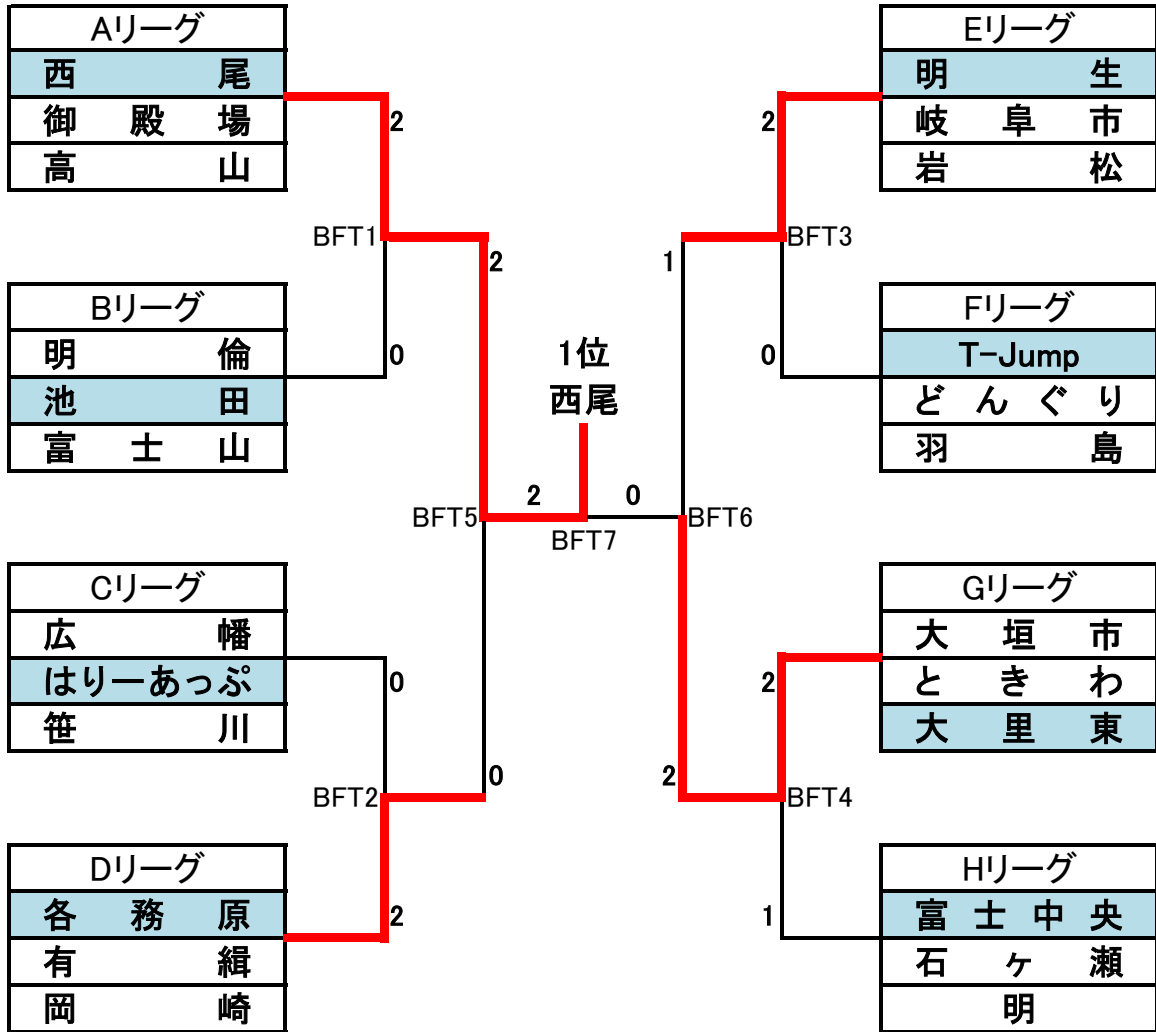 Aリーグ
西尾
御殿場
高山
Bリーグ
明倫
池田
富士山
Cリーグ
広幡
はりーあっぷ
笹川
Dリーグ
各務原
有緝
岡崎
2
BFT1
0
2
BFT5
0
0
BFT2
2
1位
西尾
2
0
BFT7
1
BFT6
2
2
BFT3
0
2
BFT4
1
Eリーグ
明生
岐阜市
岩松
Fリーグ
T-Jump
どんぐり
羽島
Gリーグ
大垣市
ときわ
大里東
Hリーグ
富士中央
石ヶ瀬
明